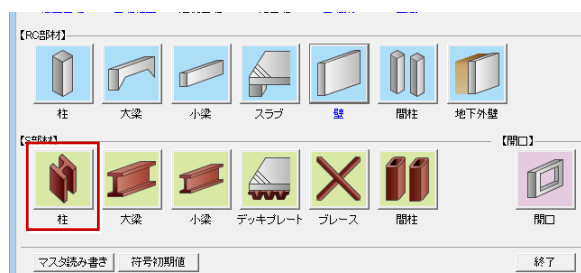 【RC部材】
柱 大梁 小梁 スラブ 壁 間柱 地下外壁
【S部材】 【開口】
柱 大梁 小梁 デッキプレート ブレース 間柱 開口
マスタ読み書き 符号初期値 終了